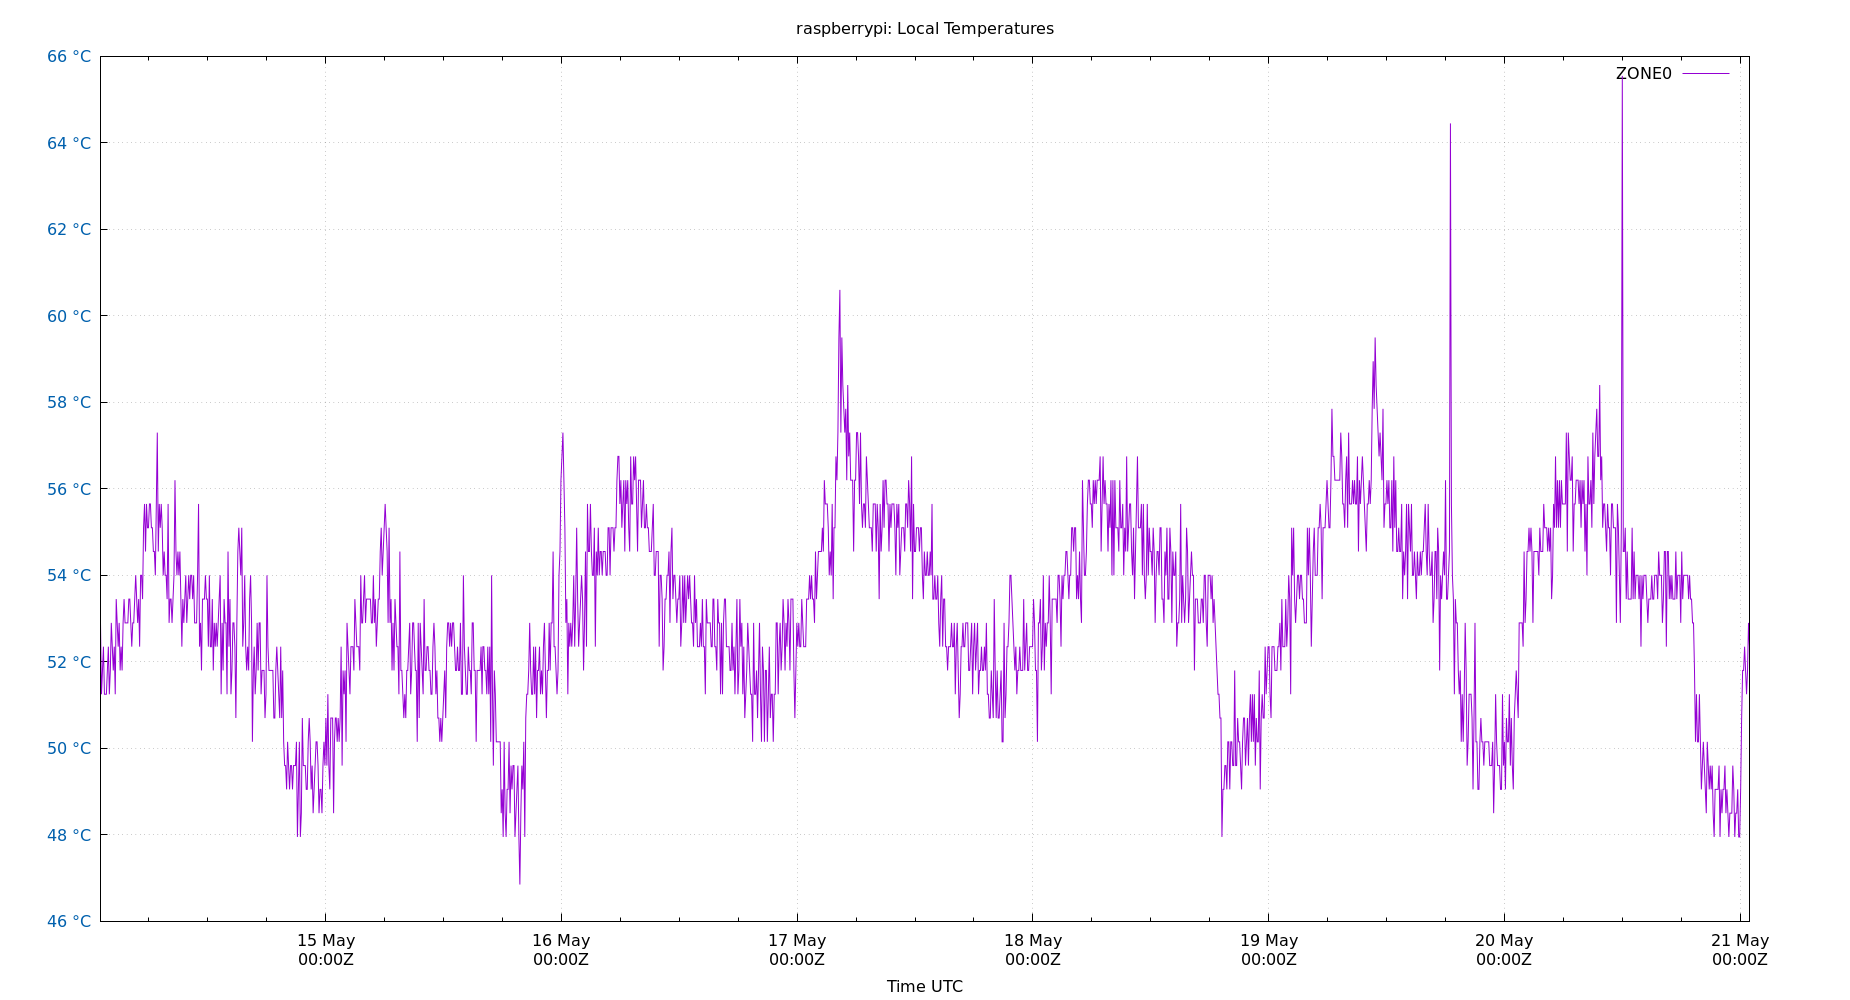 raspberrypi: Local Temperatures
66 °C
ZONE0
64 °C
62 °C
60 °C
58 °C
56 °C
54 °C
52 °C
50 °C
48 °C
46 °C
15 May 16 May 17 May 18 May 19 May 20 May 21 May
00:00Z 00:00Z 00:00Z 00:00Z 00:00Z 00:00Z 00:00Z
Time UTC